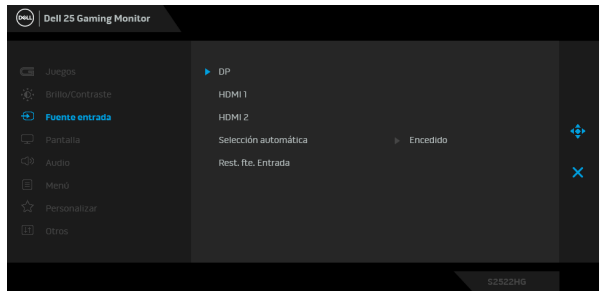 DELL Dell 25 Gaming Monitor
Juegos
Brillo/Contraste
Fuente entrada
Pantalla
Audio
Menú
Personalizar
Otros
DP
HDMI 1
HDMI 2
Selección automática Encedido
Rest. fte. Entrada
S2522HG